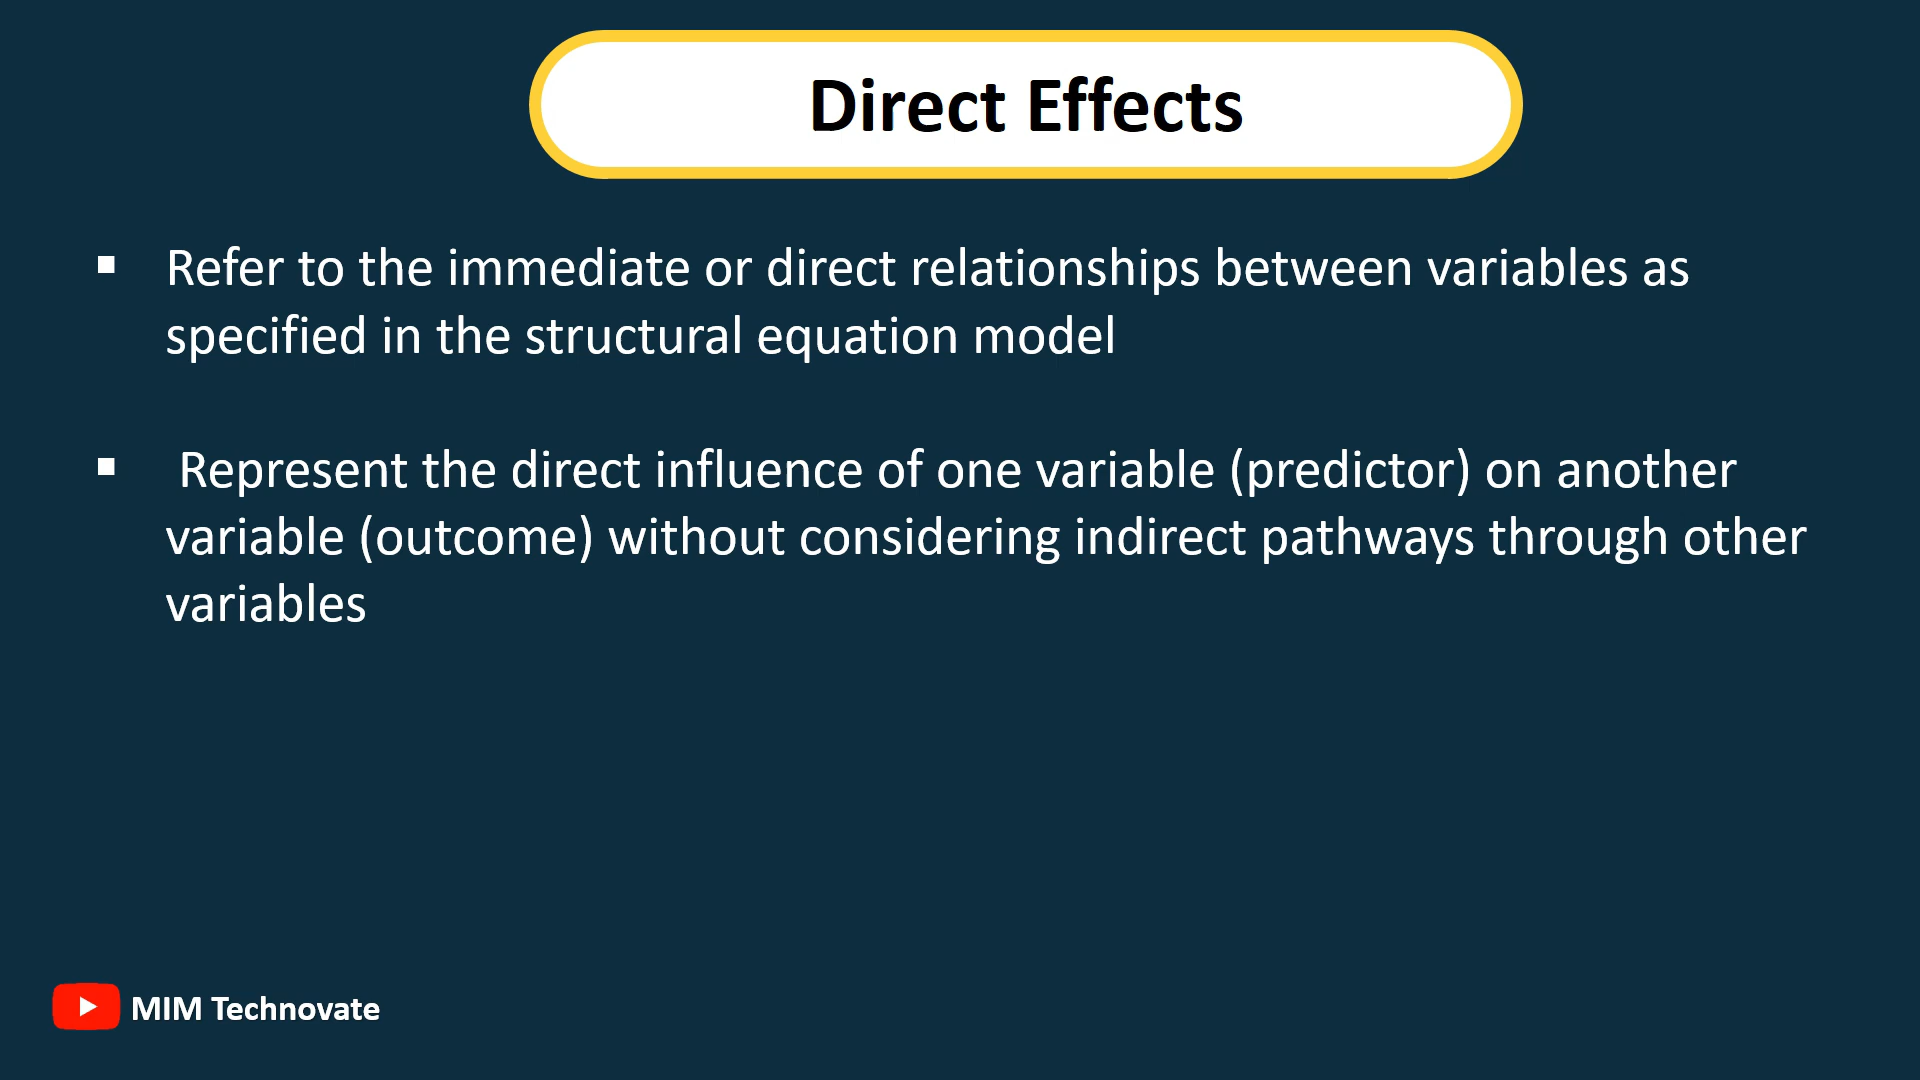 Direct Effects
▪ Refer to the immediate or direct relationships between variables as
specified in the structural equation model
▪ Represent the direct influence of one variable (predictor) on another
variable (outcome) without considering indirect pathways through other
variables
MIM Technovate